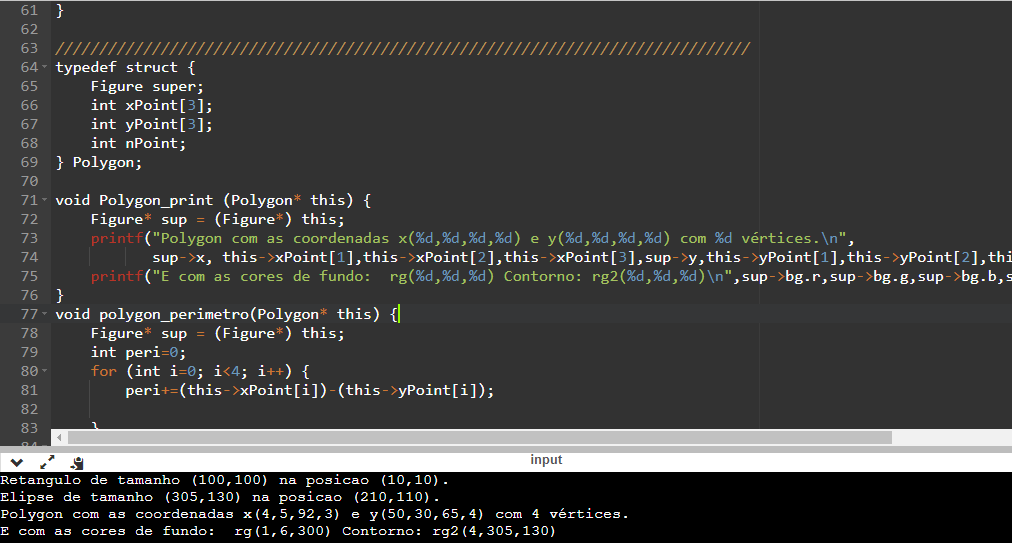 61 }
62
63 ////////////////////////////////////////////////////////////////////////////////
64 typedef struct {
65     Figure super;
66     int xPoint[3];
67     int yPoint[3];
68     int nPoint;
69 } Polygon;
70
71 void Polygon_print (Polygon* this) {
72     Figure* sup = (Figure*) this;
73     printf("Polygon com as coordenadas x(%d,%d,%d,%d) e y(%d,%d,%d,%d) com %d vértices.\n",
74            sup->x, this->xPoint[1],this->xPoint[2],this->xPoint[3],sup->y,this->yPoint[1],this->yPoint[2],thi
75     printf("E com as cores de fundo:  rg(%d,%d,%d) Contorno: rg2(%d,%d,%d)\n",sup->bg.r,sup->bg.g,sup->bg.b,s
76 }
77 void polygon_perimetro(Polygon* this) {
78     Figure* sup = (Figure*) this;
79     int peri=0;
80     for (int i=0; i<4; i++) {
81         peri+=(this->xPoint[i])-(this->yPoint[i]);
82
83     }
input
Retangulo de tamanho (100,100) na posicao (10,10).
Elipse de tamanho (305,130) na posicao (210,110).
Polygon com as coordenadas x(4,5,92,3) e y(50,30,65,4) com 4 vértices.
E com as cores de fundo:  rg(1,6,300) Contorno: rg2(4,305,130)